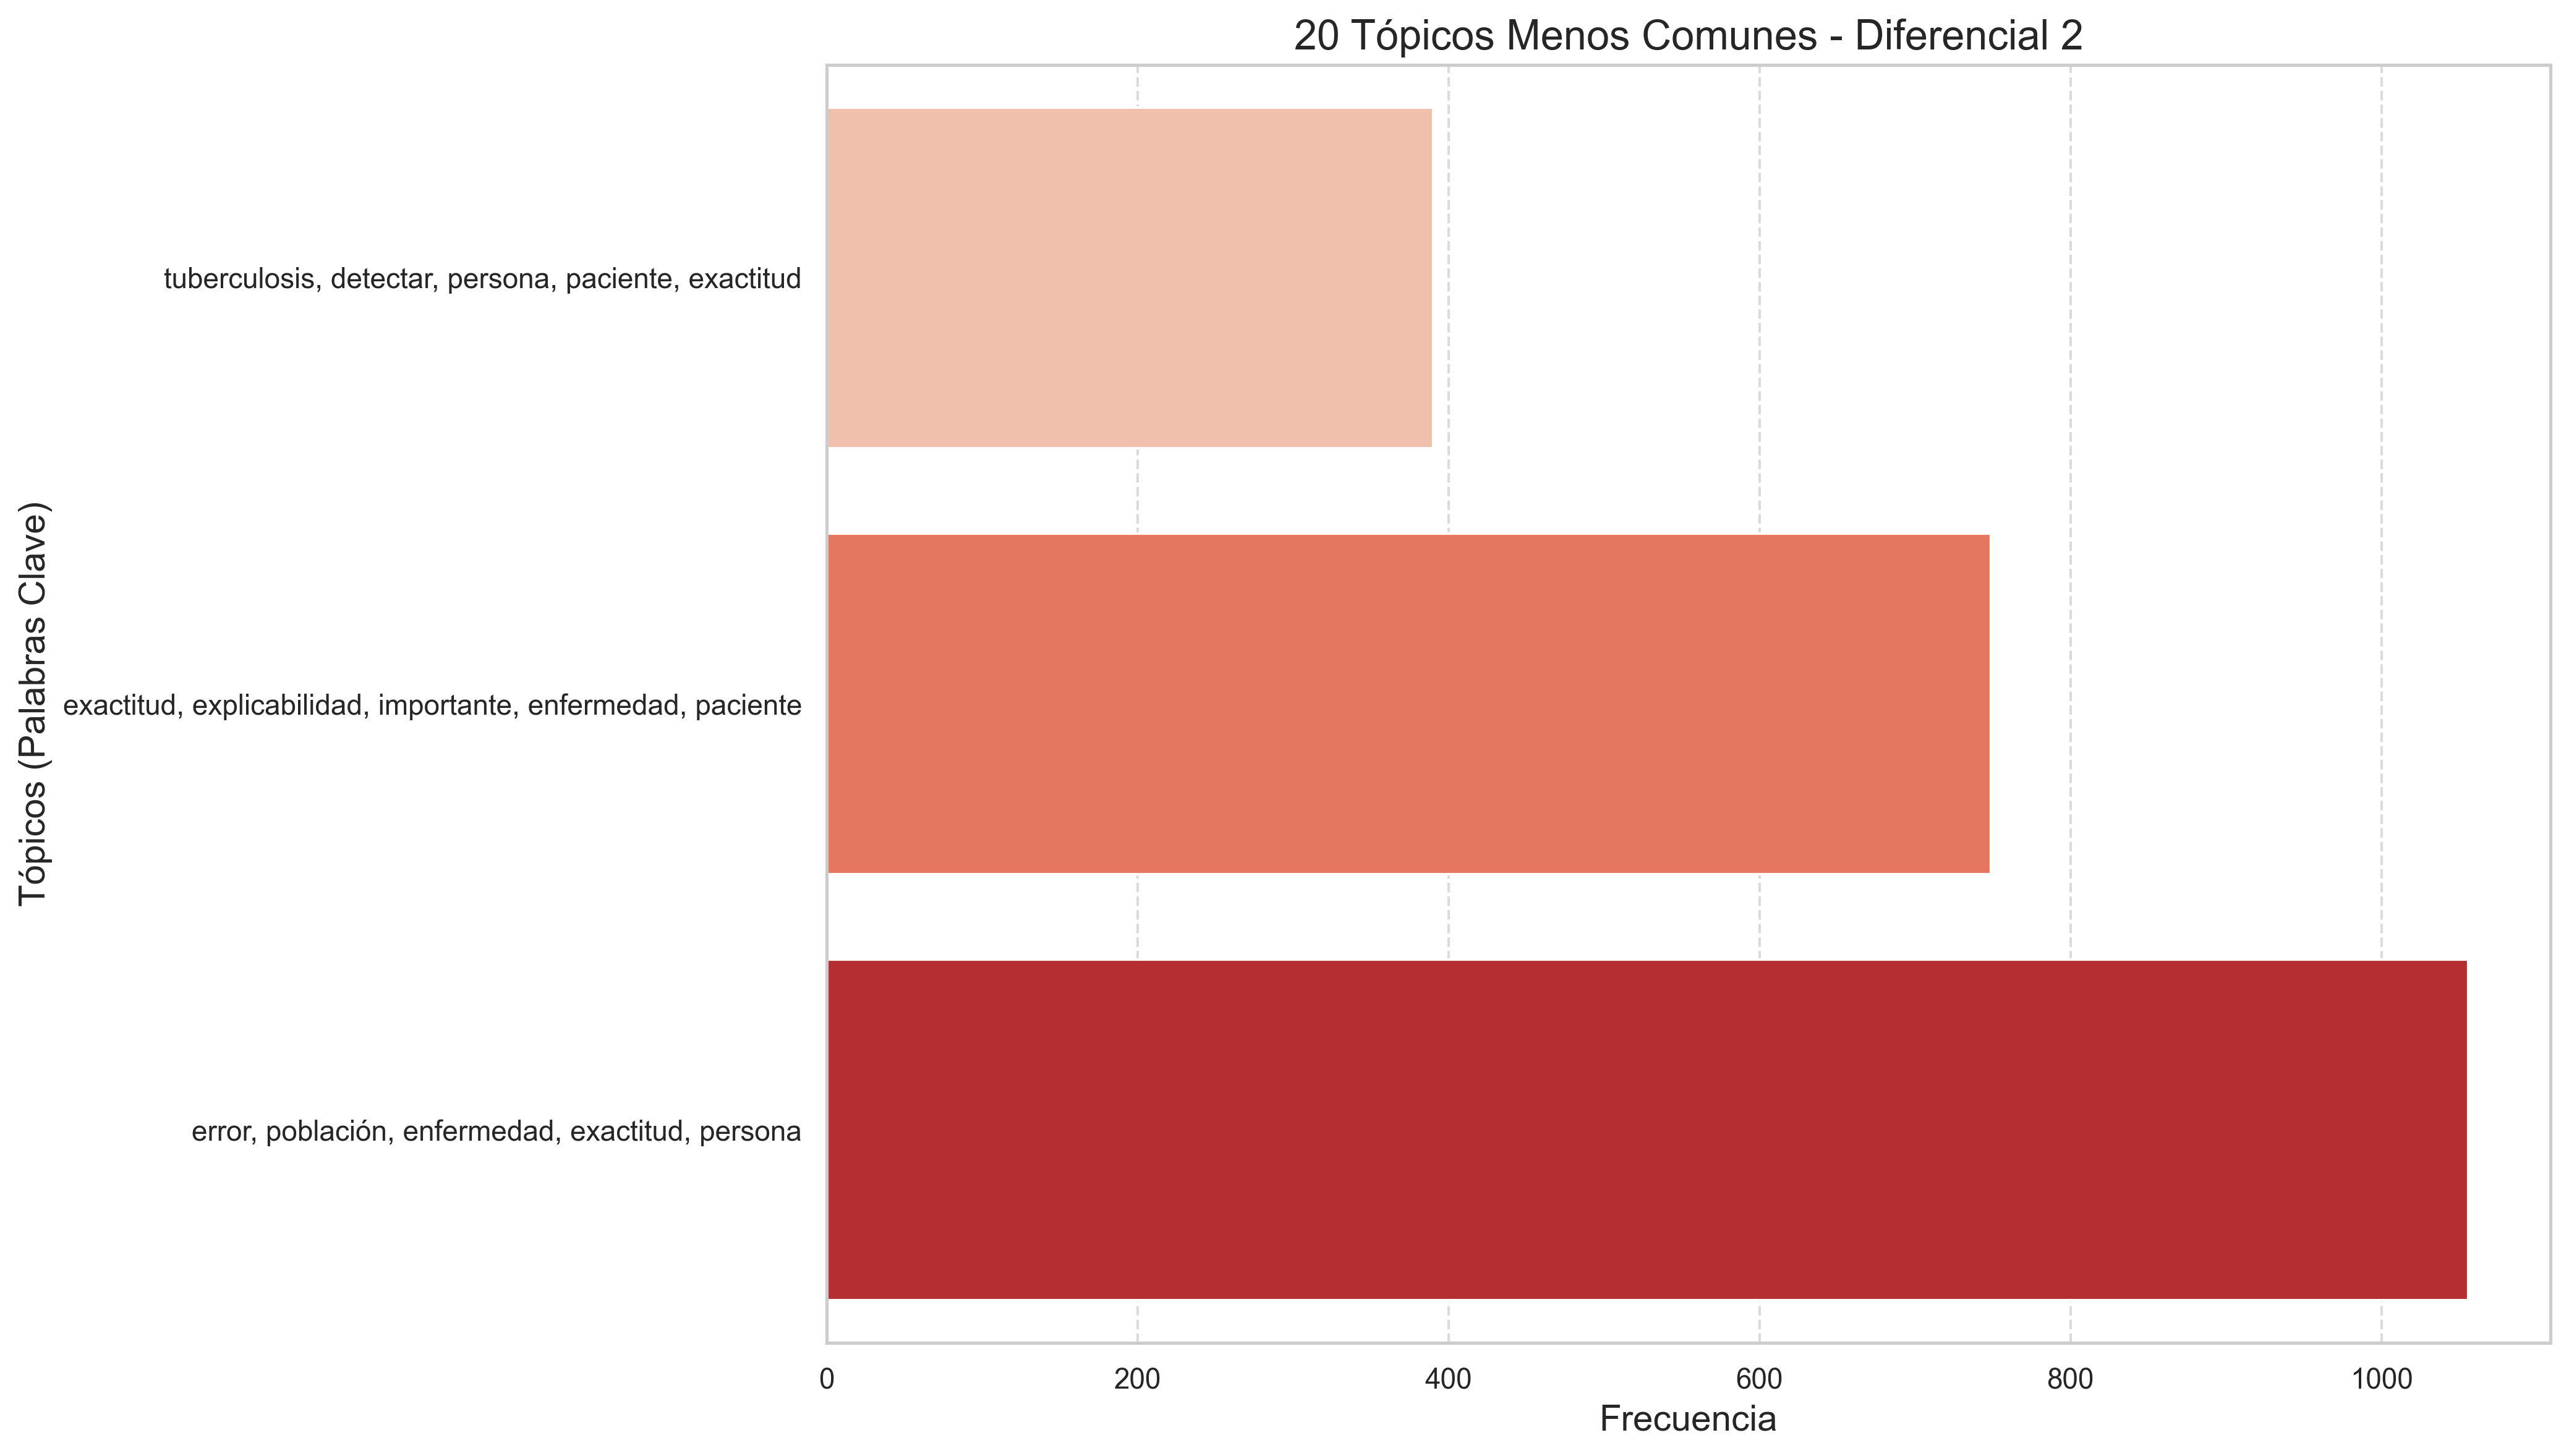 20 Tópicos Menos Comunes - Diferencial 2
Tópicos (Palabras Clave)
tuberculosis, detectar, persona, paciente, exactitud
exactitud, explicabilidad, importante, enfermedad, paciente
error, población, enfermedad, exactitud, persona
0 200 400 600 800 1000
Frecuencia